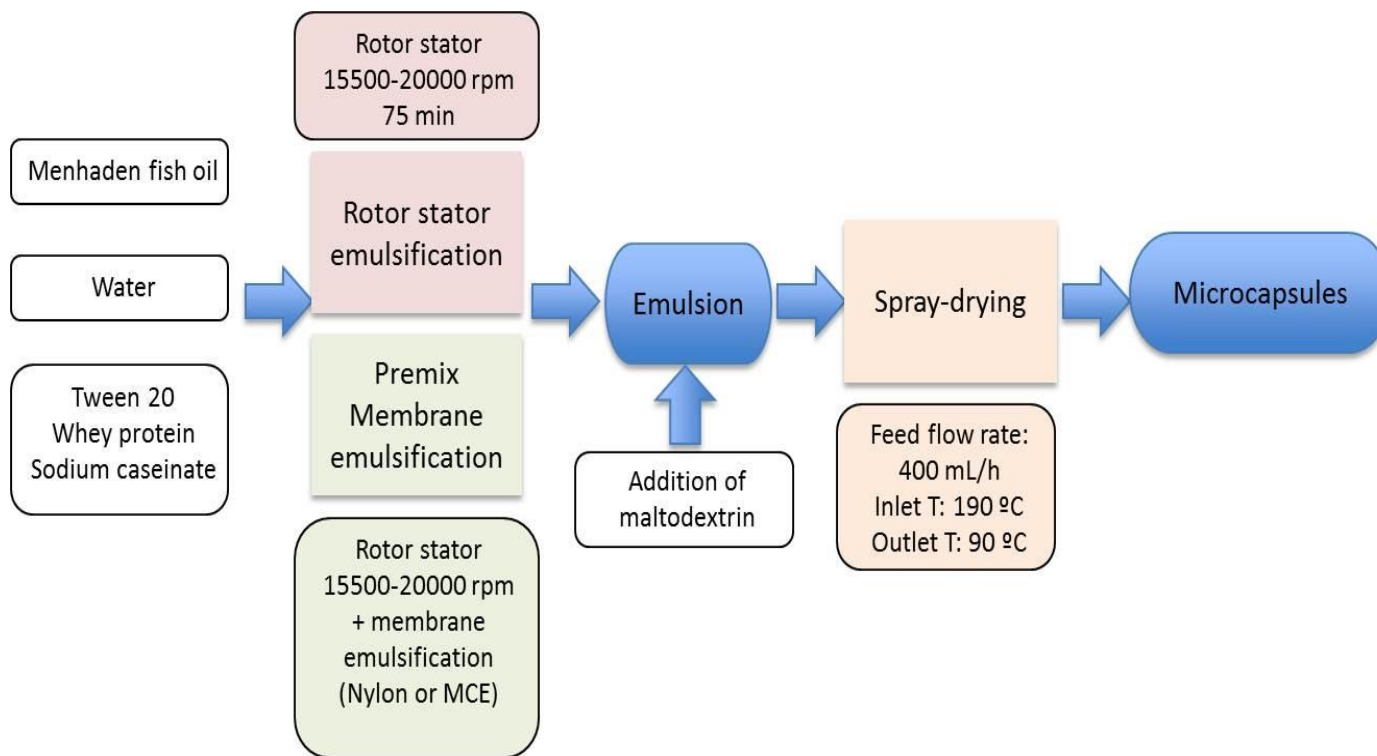 Menhaden fish oil
Water
Tween 20
Whey protein
Sodium caseinate
Rotor stator
15500-20000 rpm
75 min
Rotor stator
emulsification
Premix
Membrane
emulsification
Rotor stator
15500-20000 rpm
+ membrane
emulsification
(Nylon or MCE)
Emulsion
Addition of
maltodextrin
Spray-drying
Feed flow rate:
400 mL/h
Inlet T: 190 ºC
Outlet T: 90 ºC
Microcapsules